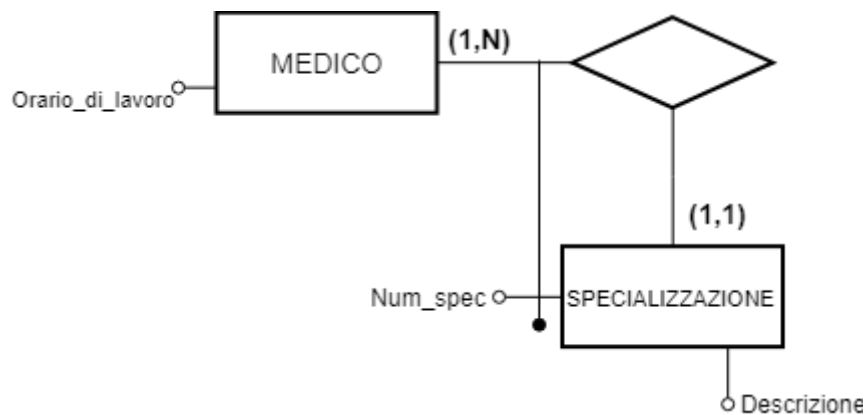 MEDICO
(1,N)
Orario_di_lavoro
(1,1)
Num_spec
SPECIALIZZAZIONE
Descrizione